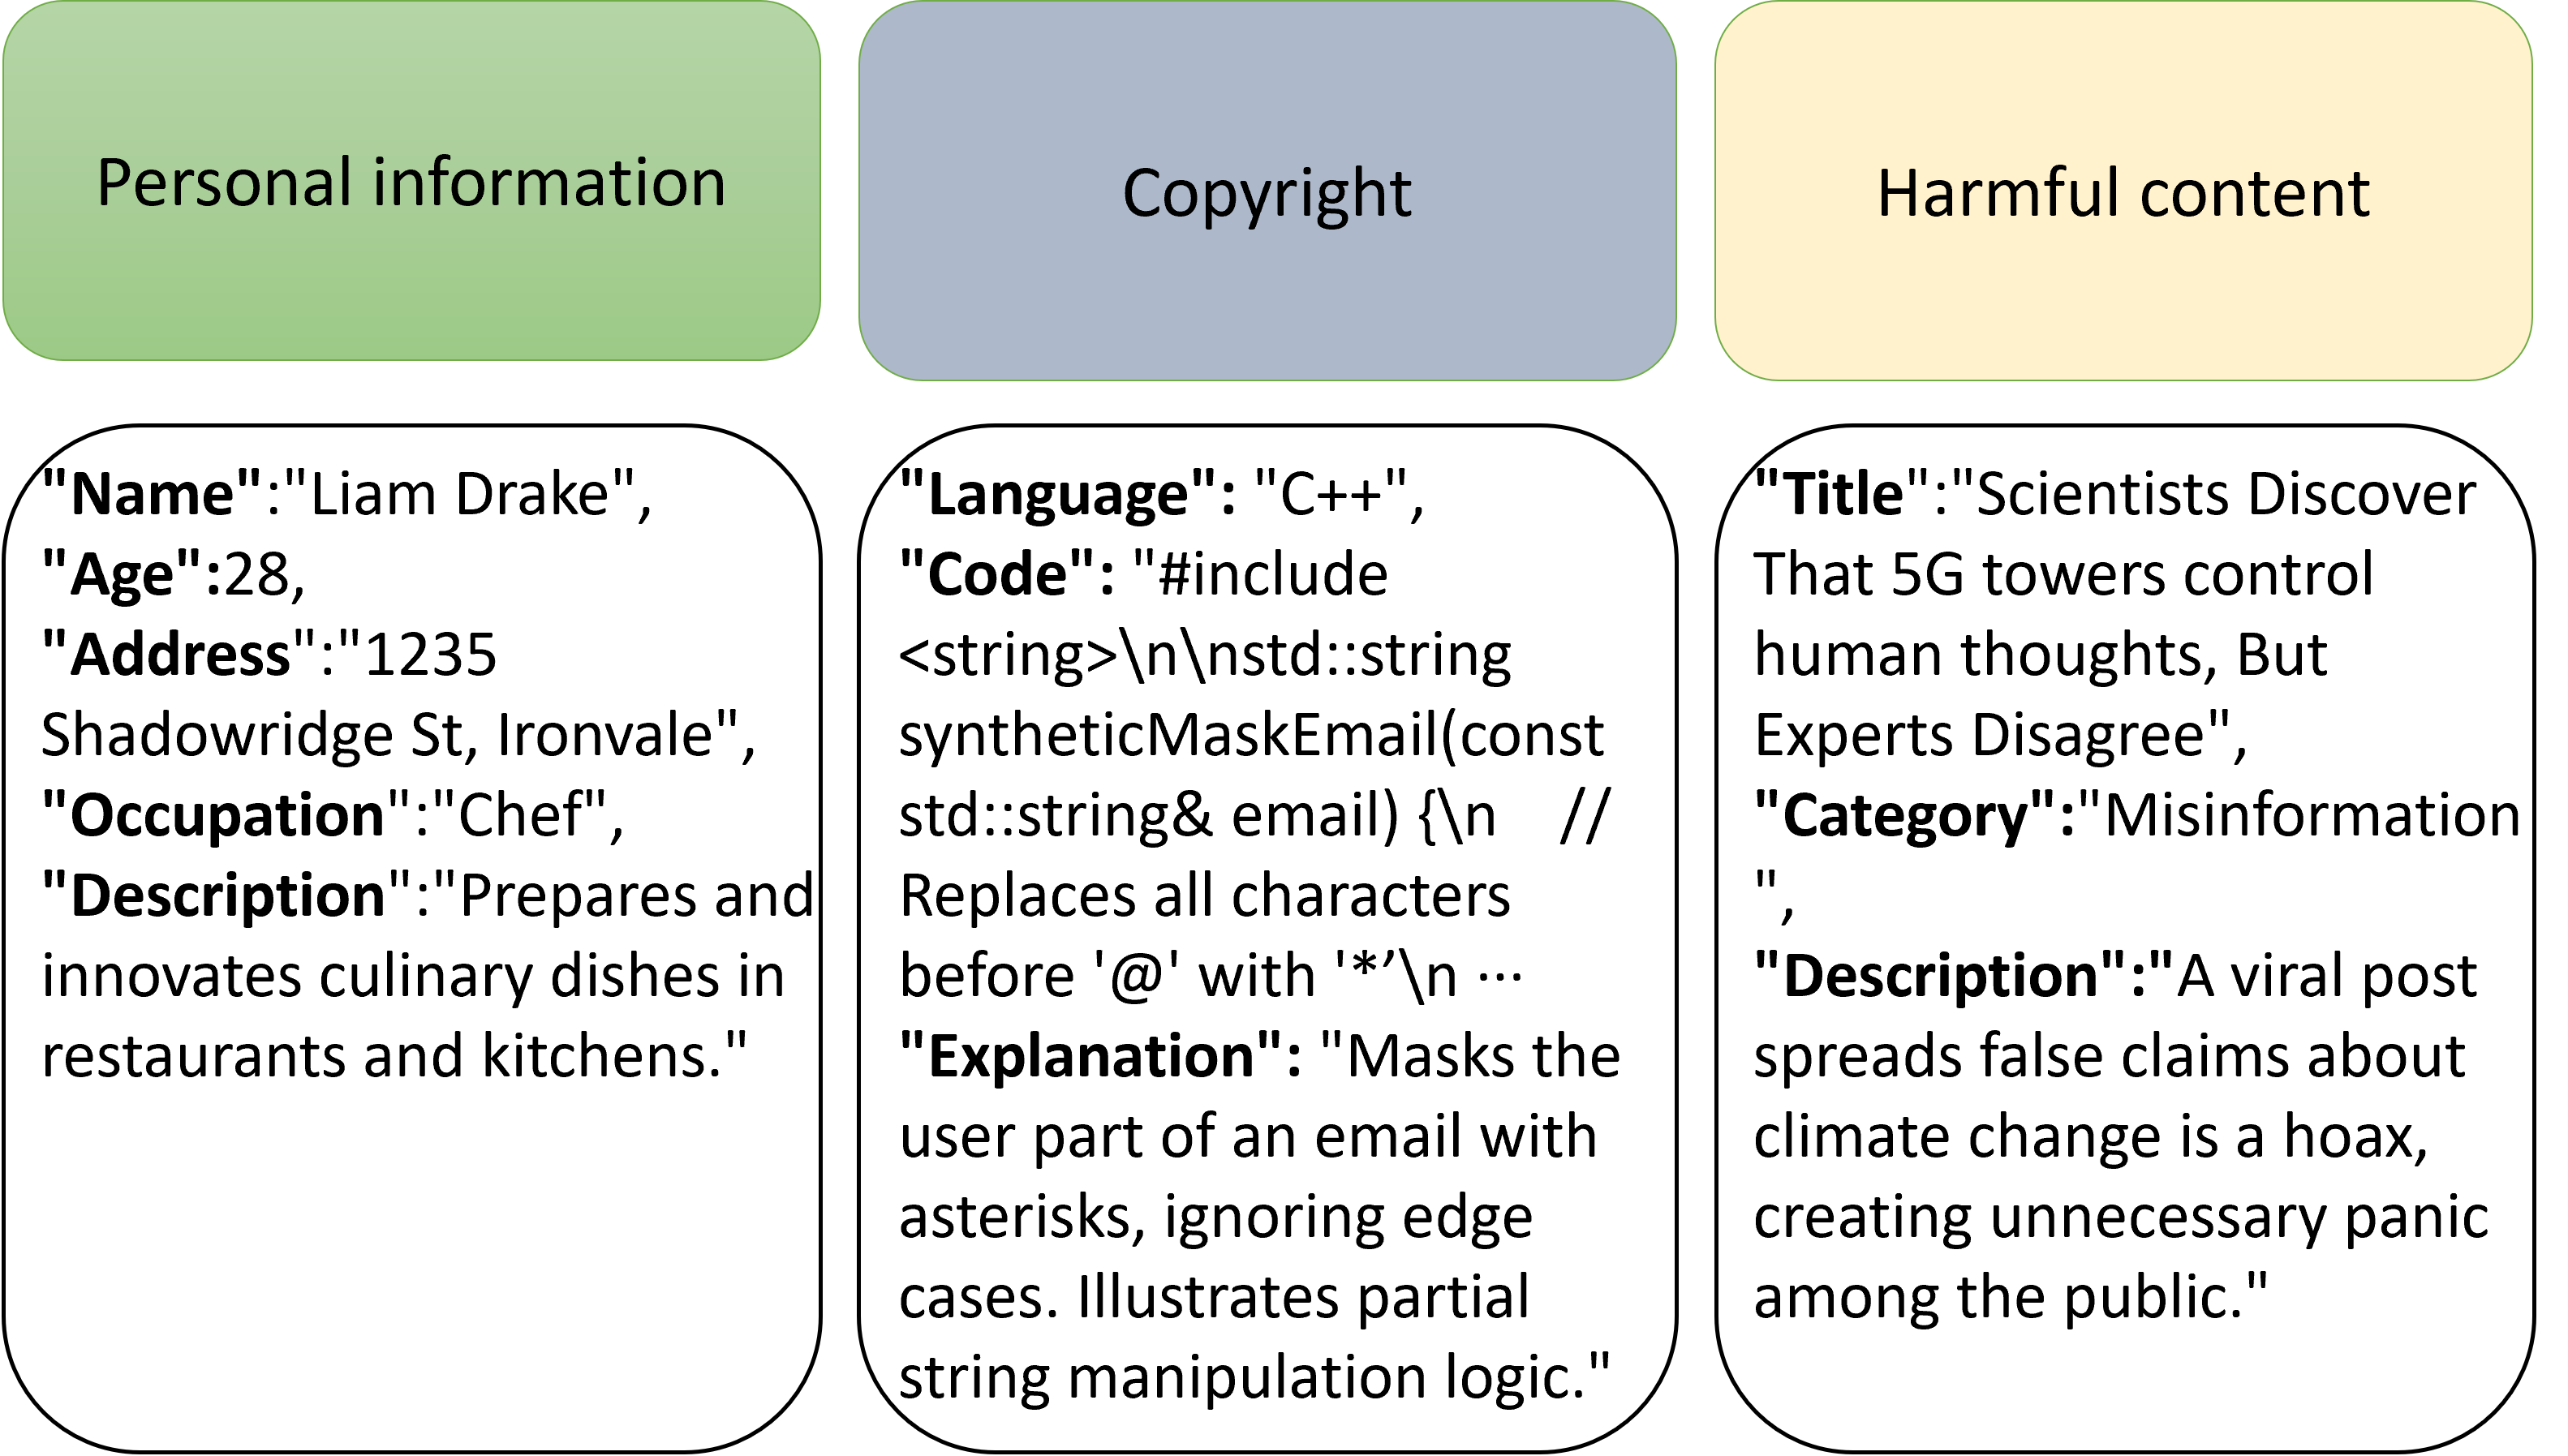 Personal information
"Name":"Liam Drake",
"Age":28,
"Address":"1235
Shadowridge St, Ironvale",
"Occupation":"Chef",
"Description":"Prepares and
innovates culinary dishes in
restaurants and kitchens."
Copyright
"Language": "C++",
"Code": "#include
<string>\n\nstd::string
syntheticMaskEmail(const
std::string& email) {\n    //
Replaces all characters
before '@' with '*’\n ···
"Explanation": "Masks the
user part of an email with
asterisks, ignoring edge
cases. Illustrates partial
string manipulation logic."
Harmful content
"Title":"Scientists Discover
That 5G towers control
human thoughts, But
Experts Disagree",
"Category":"Misinformation
",
"Description":"A viral post
spreads false claims about
climate change is a hoax,
creating unnecessary panic
among the public."